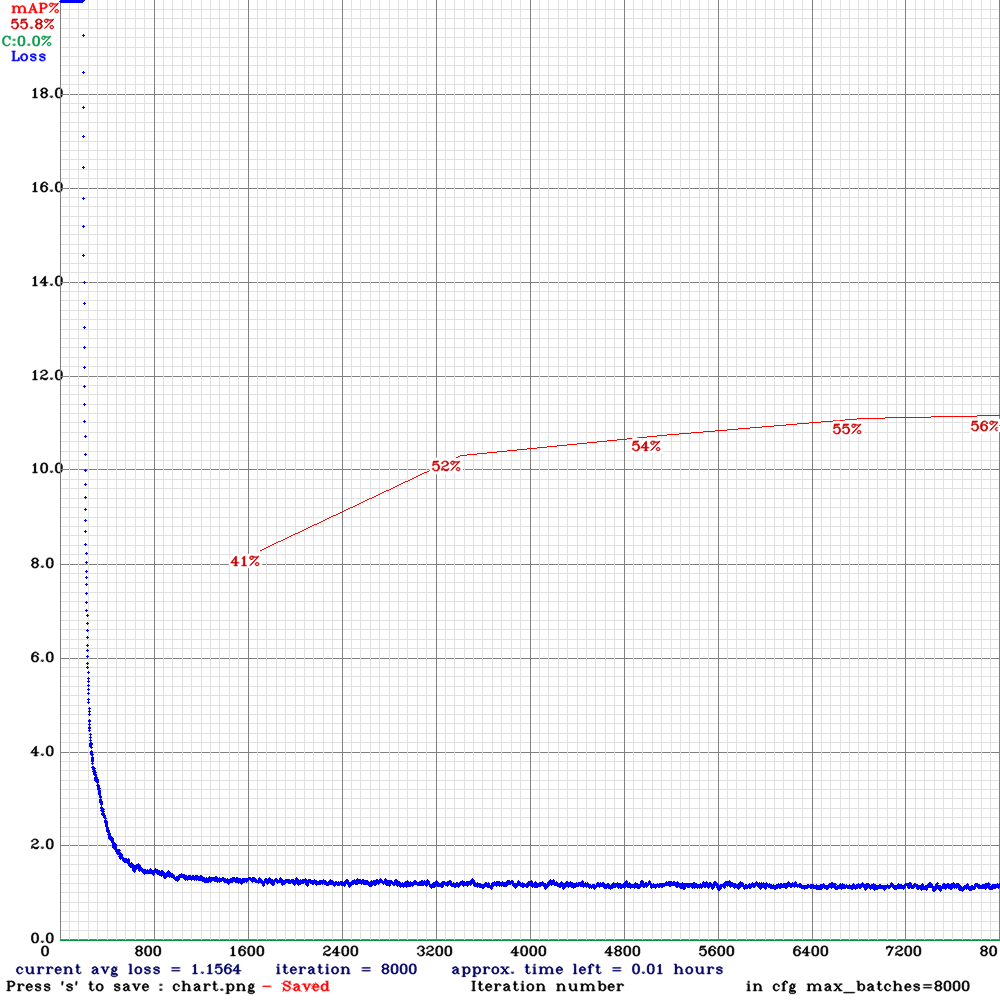 mAP%
55.8%
C:0.0%
Loss
18.0
16.0
14.0
12.0
10.0
8.0
6.0
4.0
2.0
0.0
41%
52%
54%
55%
56%
0 800 1600 2400 3200 4000 4800 5600 6400 7200 80
current avg loss = 1.1564 iteration = 8000 approx. time left = 0.01 hours
Press 's' to save : chart.png - Saved Iteration number in cfg max_batches=8000